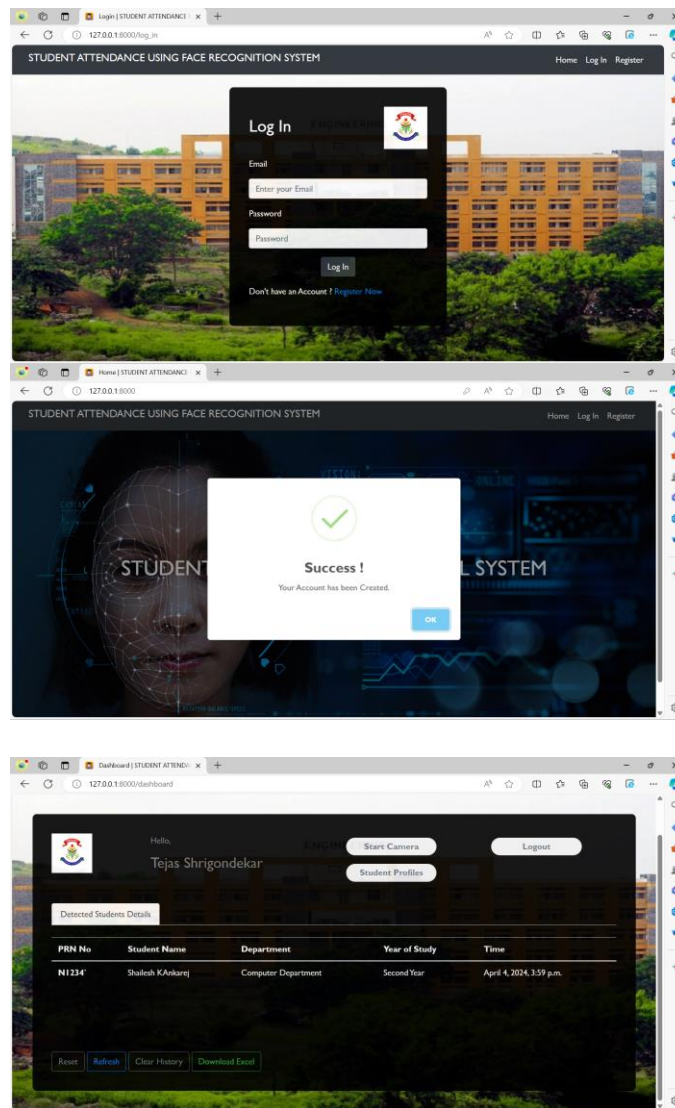 Login | STUDENT ATTENDANCE
127.0.0.1:8000/log_in
STUDENT ATTENDANCE USING FACE RECOGNITION SYSTEM
Home Log In Register
Log In
Email
Enter your Email
Password
Password
Log In
Don't have an Account ? Register Now
Home | STUDENT ATTENDANCE
127.0.0.1:8000
STUDENT ATTENDANCE USING FACE RECOGNITION SYSTEM
Home Log In Register
VISION
ONLINE
STUDENT L SYSTEM
Success !
Your Account has been Created.
OK
Dashboard | STUDENT ATTENDA
127.0.0.1:8000/dashboard
Hello,
Tejas Shrigondekar
Start Camera
Logout
Student Profiles
Detected Students Details
PRN No Student Name Department Year of Study Time
N1234' Shailesh KAnkarej Computer Department Second Year April 4, 2024, 3:59 p.m.
Reset Refresh Clear History Download Excel